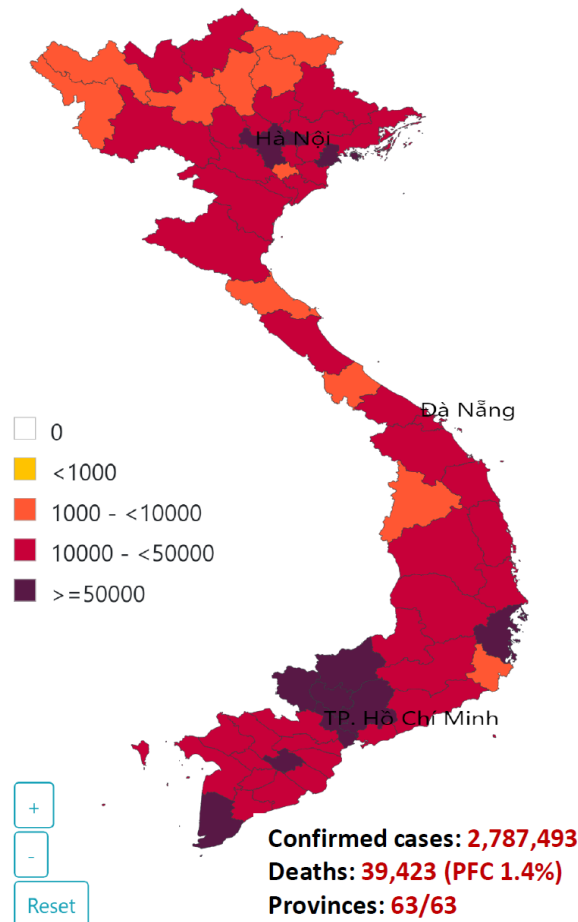 Hà Nội
Đà Nẵng
0
<1000
1000 - <10000
10000 - <50000
>=50000
TP. Hồ Chí Minh
+
-
Reset
Confirmed cases: 2,787,493
Deaths: 39,423 (PFC 1.4%)
Provinces: 63/63